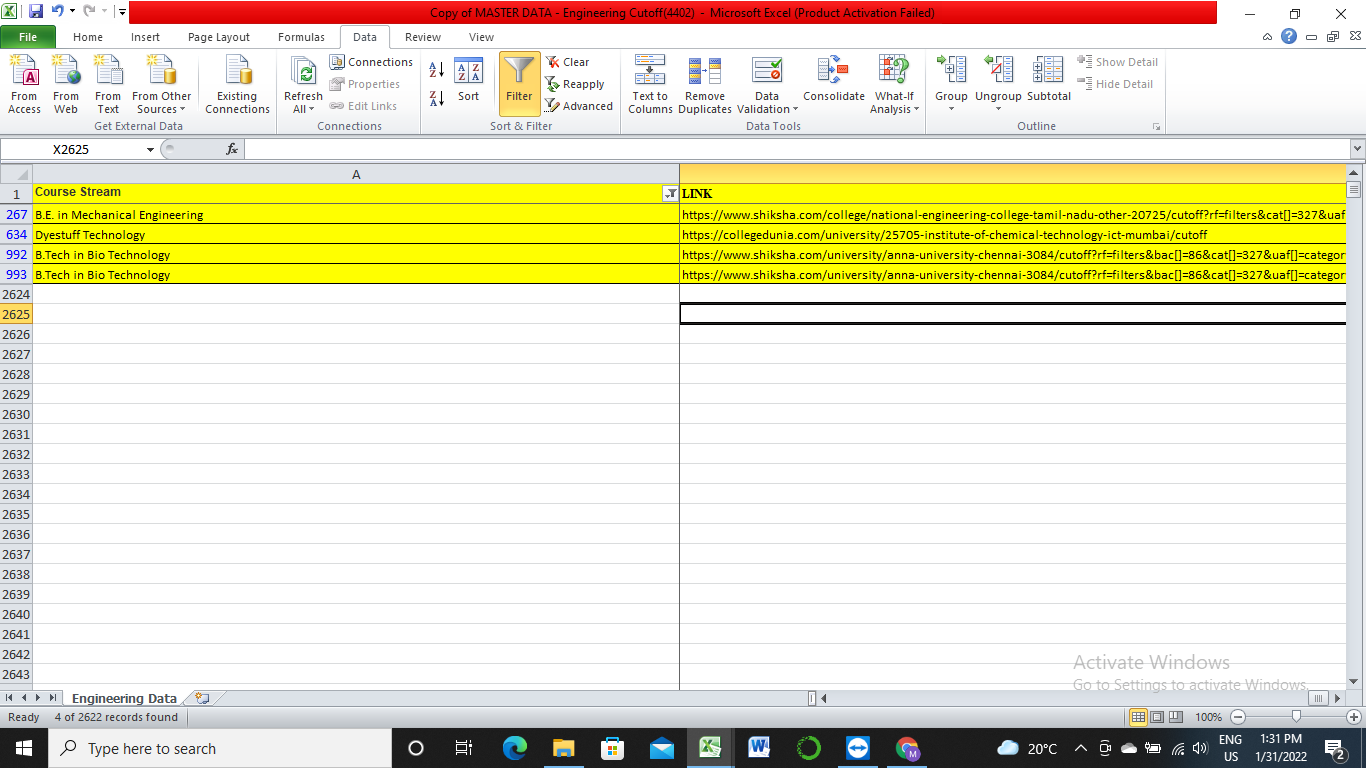 Copy of MASTER DATA - Engineering Cutoff(4402) - Microsoft Excel (Product Activation Failed)
File Home Insert Page Layout Formulas Data Review View
From Access
From Web
From Text
From Other Sources
Existing Connections
Refresh All
Connections
Properties
Edit Links
Sort
Filter
Clear
Reapply
Advanced
Text to Columns
Remove Duplicates
Data Validation
Consolidate
What-If Analysis
Group
Ungroup
Subtotal
Show Detail
Hide Detail
Get External Data Connections Sort & Filter Data Tools Outline
X2625 fx
A
1 Course Stream LINK
267 B.E. in Mechanical Engineering https://www.shiksha.com/college/national-engineering-college-tamil-nadu-other-20725/cutoff?rf=filters&cat[]=327&uaf
634 Dyestuff Technology https://collegedunia.com/university/25705-institute-of-chemical-technology-ict-mumbai/cutoff
992 B.Tech in Bio Technology https://www.shiksha.com/university/anna-university-chennai-3084/cutoff?rf=filters&bac[]=86&cat[]=327&uaf[]=categor
993 B.Tech in Bio Technology https://www.shiksha.com/university/anna-university-chennai-3084/cutoff?rf=filters&bac[]=86&cat[]=327&uaf[]=categor
2624
2625
2626
2627
2628
2629
2630
2631
2632
2633
2634
2635
2636
2637
2638
2639
2640
2641
2642
2643
Activate Windows
Go to Settings to activate Windows.
Engineering Data
Ready 4 of 2622 records found 100%
Type here to search
20°C
ENG
US
1:31 PM
1/31/2022
2